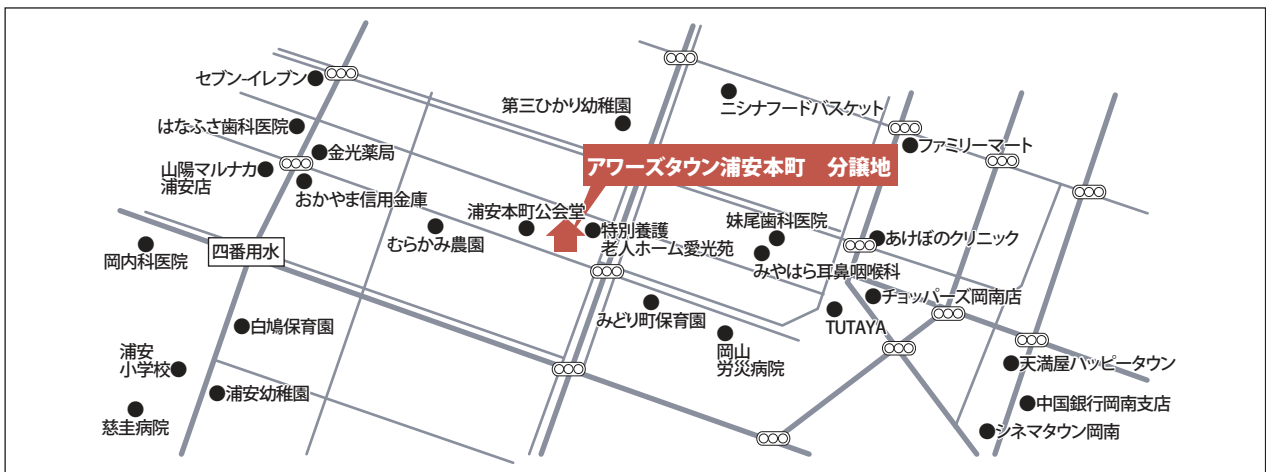 セブン-イレブン
第三ひかり幼稚園
ニシナフードバスケット
はなふさ歯科医院
ファミリーマート
金光薬局
アワーズタウン浦安本町　分譲地
山陽マルナカ
浦安店
おかやま信用金庫
浦安本町公会堂
妹尾歯科医院
むらかみ農園
特別養護
老人ホーム愛光苑
あけぼのクリニック
岡内科医院
四番用水
みやはら耳鼻咽喉科
チョッパーズ岡南店
みどり町保育園
TUTAYA
白鳩保育園
岡山
労災病院
浦安
小学校
天満屋ハッピータウン
浦安幼稚園
中国銀行岡南支店
慈圭病院
シネマタウン岡南